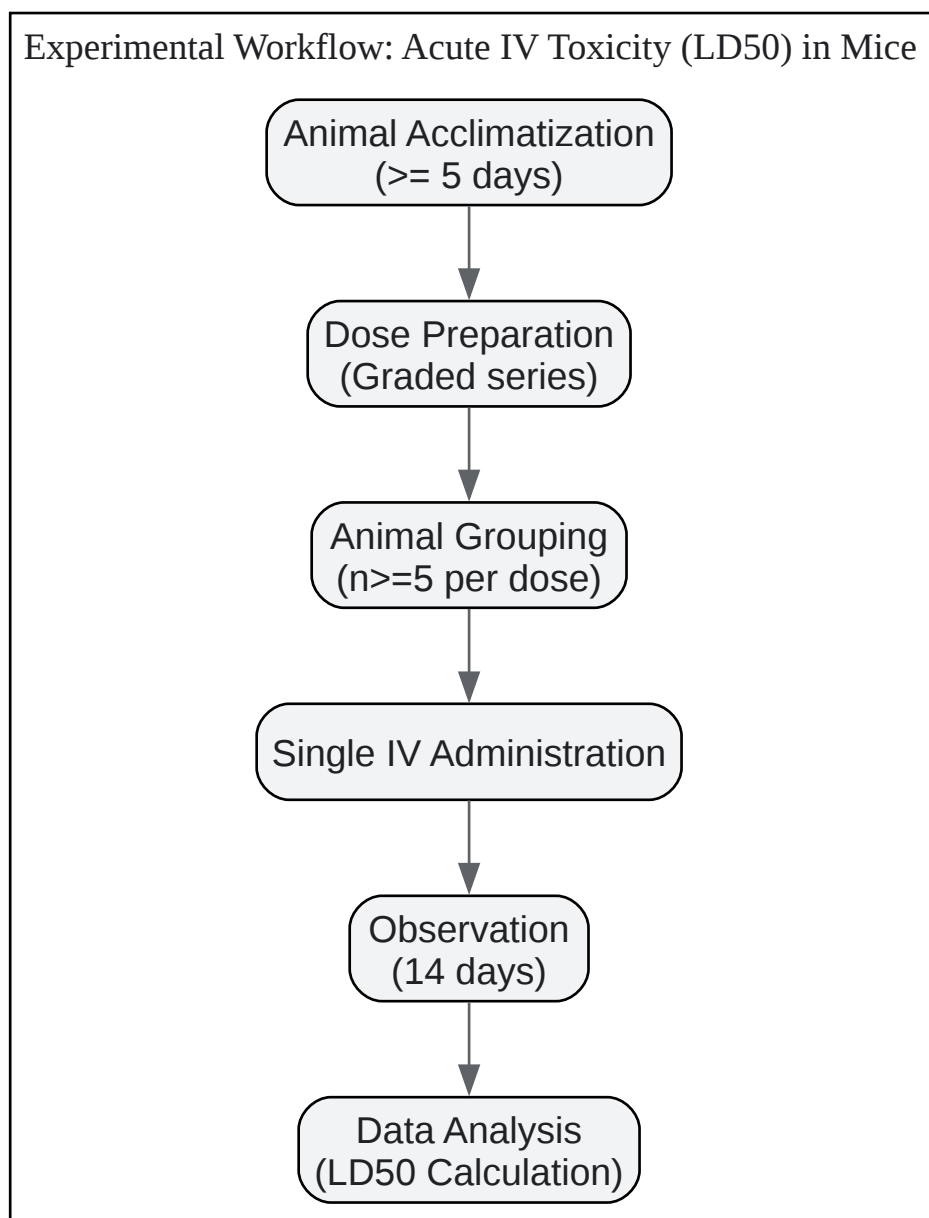 Experimental Workflow: Acute IV Toxicity (LD50) in Mice
Animal Acclimatization
(>= 5 days)
Dose Preparation
(Graded series)
Animal Grouping
(n>=5 per dose)
Single IV Administration
Observation
(14 days)
Data Analysis
(LD50 Calculation)